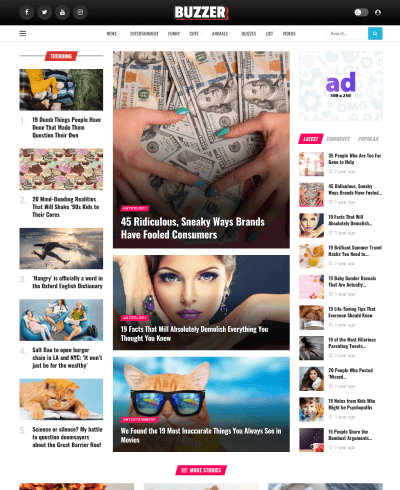 BUZZER
NEWS
ENTERTAINMENT
FUNNY
CUTE
ANIMALS
QUIZZES
LIST
VIDEOS
Search...
TRENDING
1. 19 Dumb Things People Have
Done That Made Them
Question Their Own
2. 20 Mind-Bending Realities
That Will Shake '90s Kids to
Their Cores
3. 'Hangry' is officially a word in
the Oxford English Dictionary
4. Salt Bae to open burger
chain in LA and NYC: 'It won't
just be for the wealthy'
5. Science or silliness? My battle
to question doomsayers
about the Great Barrier Reef
ASTROLOGY
45 Ridiculous, Sneaky Ways Brands
Have Fooled Consumers
ASTROLOGY
19 Facts That Will Absolutely Demolish Everything You
Thought You Knew
ENTERTAINMENT
We Found the 19 Most Inaccurate Things You Always See in
Movies
ad
300 x 250
LATEST
COMMENTS
POPULAR
35 People Who Are Too Far
Gone to Help
1 year ago
45 Ridiculous, Sneaky Ways
Brands Have Fooled...
1 year ago
19 Facts That Will
Absolutely Demolish...
1 year ago
19 Brilliant Summer Travel
Hacks You Need to...
1 year ago
19 Baby Gender Reveals
That Are Actually...
1 year ago
19 Life-Saving Tips That
Everyone Should Know
1 year ago
19 of the Most Hilarious
Parenting Tweets...
1 year ago
20 People Who Posted
'Missed...
1 year ago
19 Notes from Kids Who
Might be Psychopaths
1 year ago
15 People Share the
Dumbest Arguments...
1 year ago
MORE STORIES